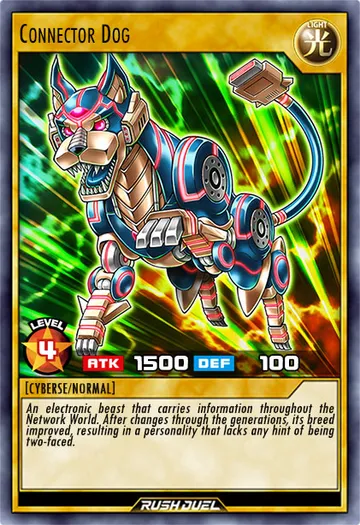 CONNECTOR DOG
LIGHT
光
LEVEL
4
ATK 1500 DEF 100
[CYBERSE/NORMAL]
An electronic beast that carries information throughout the
Network World. After changes through the generations, its breed
improved, resulting in a personality that lacks any hint of being
two-faced.
RUSH DUEL